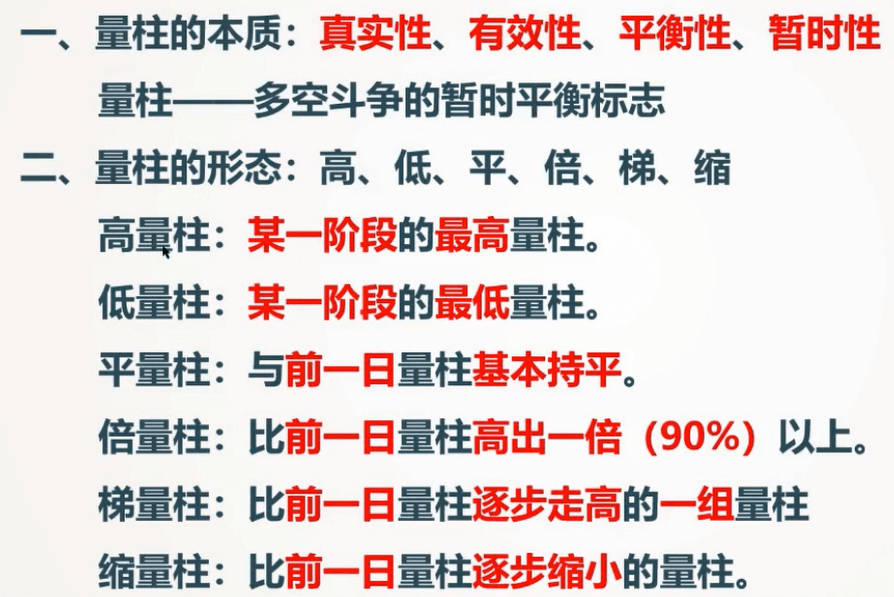 一、量柱的本质：真实性、有效性、平衡性、暂时性
量柱——多空斗争的暂时平衡标志
二、量柱的形态：高、低、平、倍、梯、缩
高量柱：某一阶段的最高量柱。
低量柱：某一阶段的最低量柱。
平量柱：与前一日量柱基本持平。
倍量柱：比前一日量柱高出一倍（90%）以上。
梯量柱：比前一日量柱逐步走高的一组量柱
缩量柱：比前一日量柱逐步缩小的量柱。